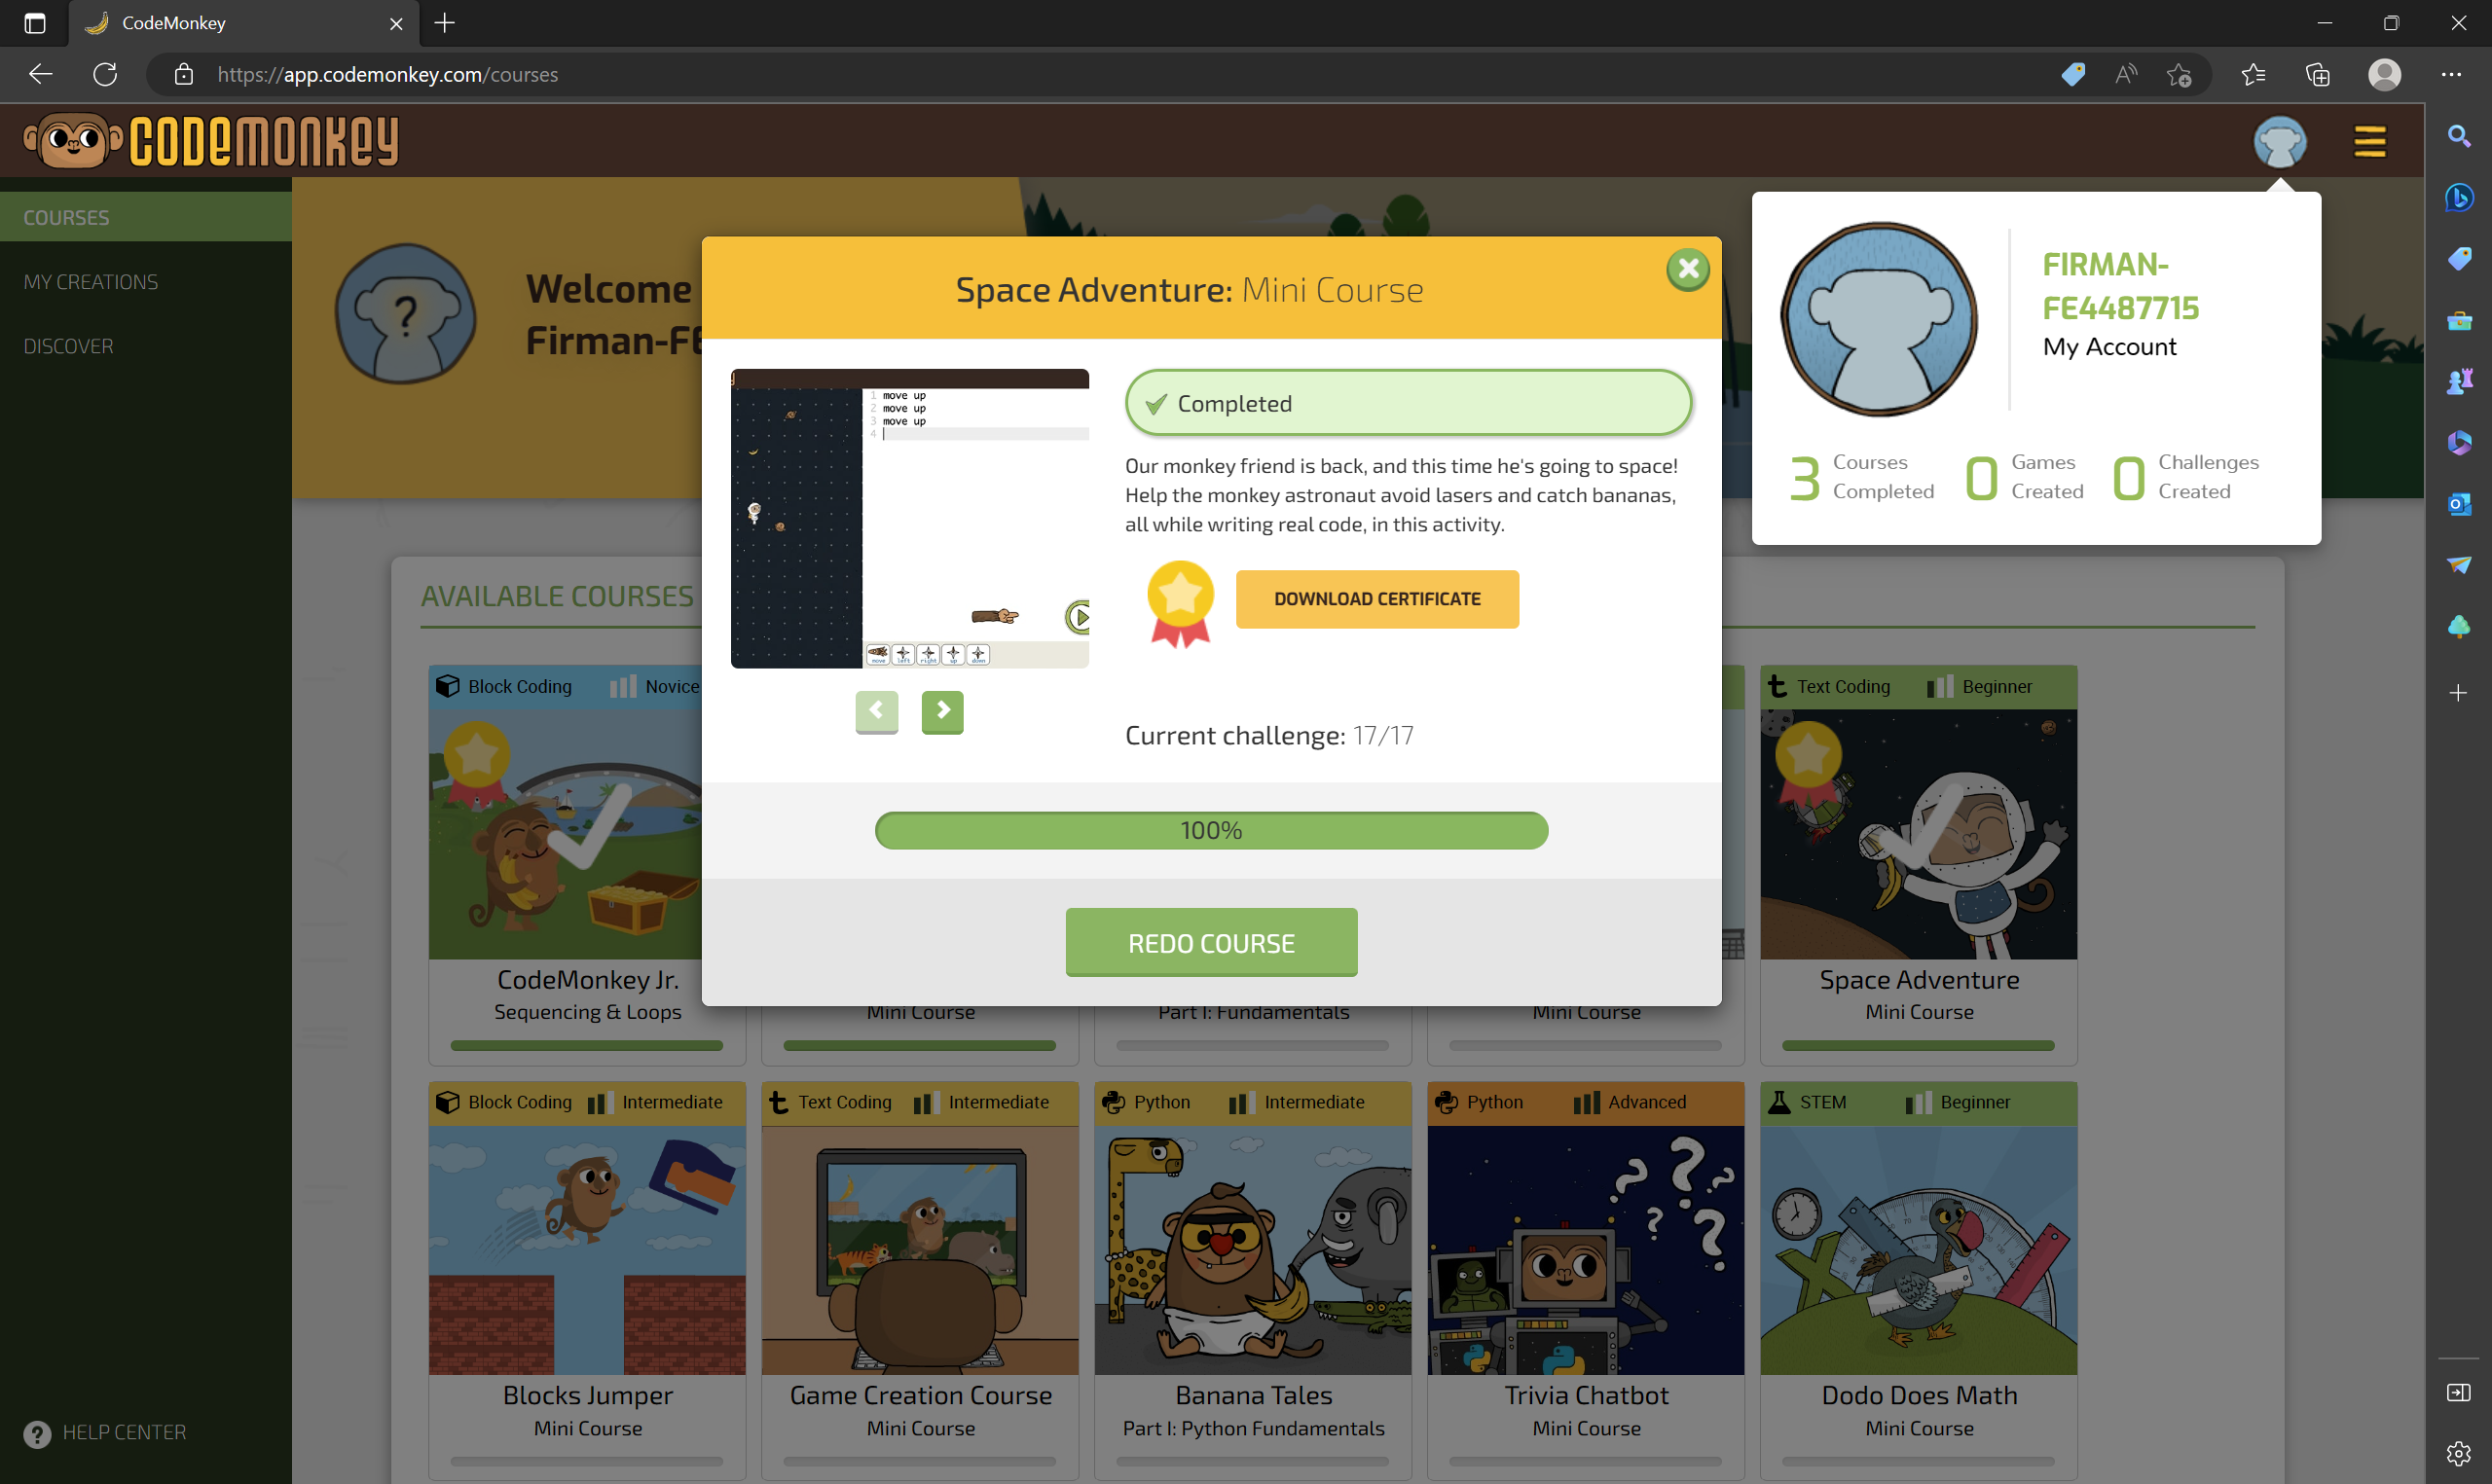 CodeMonkey
https://app.codemonkey.com/courses
CODEMONKEY
COURSES
MY CREATIONS
DISCOVER
HELP CENTER
?
Welcome
Firman-FE
FIRMAN-
FE4487715
My Account
3 Courses Completed
0 Games Created
0 Challenges Created
Space Adventure: Mini Course
1 move up
2 move up
3 move up
4
move left right up down
Completed
Our monkey friend is back, and this time he's going to space!
Help the monkey astronaut avoid lasers and catch bananas,
all while writing real code, in this activity.
DOWNLOAD CERTIFICATE
Current challenge: 17/17
100%
REDO COURSE
AVAILABLE COURSES
Block Coding Novice
Text Coding Beginner
CodeMonkey Jr.
Sequencing & Loops
Mini Course
Part I: Fundamentals
Mini Course
Space Adventure
Mini Course
Block Coding Intermediate
Text Coding Intermediate
Python Intermediate
Python Advanced
STEM Beginner
Blocks Jumper
Mini Course
Game Creation Course
Mini Course
Banana Tales
Part I: Python Fundamentals
Trivia Chatbot
Mini Course
Dodo Does Math
Mini Course